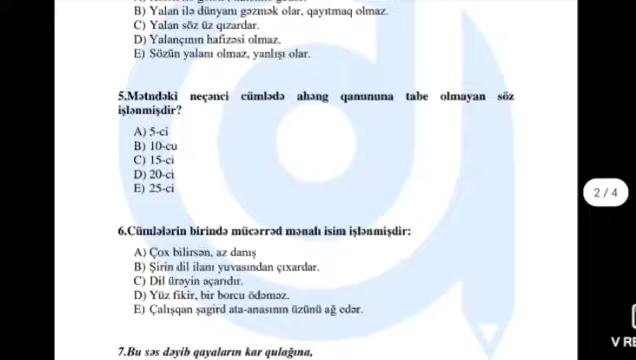 B) Yalan ilə dünyanı gəzmək olar, qayıtmaq olmaz.
C) Yalan söz üz qızardar.
D) Yalançının hafizəsi olmaz.
E) Sözün yalanı olmaz, yanlışı olar.
5.Mətndəki neçənci cümlədə ahəng qanununa tabe olmayan söz
işlənmişdir?
A) 5-ci
B) 10-cu
C) 15-ci
D) 20-ci
E) 25-ci
2 / 4
6.Cümlələrin birində mücərrəd mənalı isim işlənmişdir:
A) Çox bilirsən, az danış
B) Şirin dil ilanı yuvasından çıxardar.
C) Dil ürəyin açarıdır.
D) Yüz fikir, bir borcu ödəməz.
E) Çalışqan şagird ata-anasının üzünü ağ edər.
V RE
7.Bu səs dəyib qayaların kar qulağına,